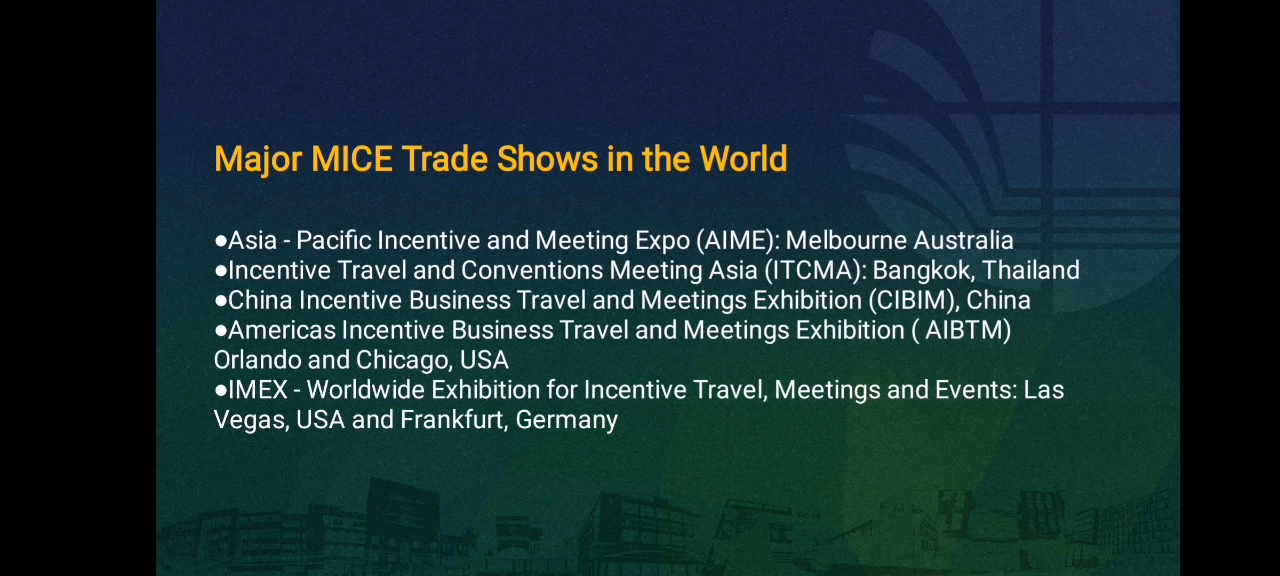 Major MICE Trade Shows in the World
●Asia - Pacific Incentive and Meeting Expo (AIME): Melbourne Australia
●Incentive Travel and Conventions Meeting Asia (ITCMA): Bangkok, Thailand
●China Incentive Business Travel and Meetings Exhibition (CIBIM), China
●Americas Incentive Business Travel and Meetings Exhibition ( AIBTM)
Orlando and Chicago, USA
●IMEX - Worldwide Exhibition for Incentive Travel, Meetings and Events: Las
Vegas, USA and Frankfurt, Germany